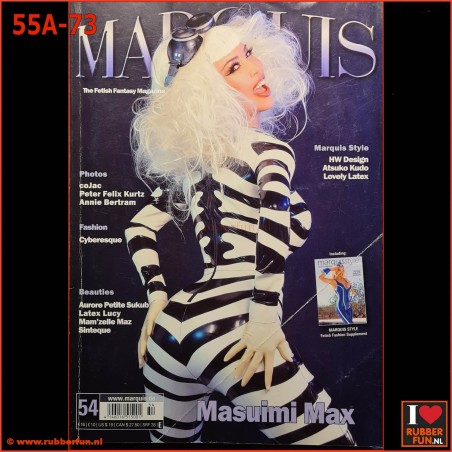 55A-73
MARQUIS
The Fetish Fantasy Magazine
Photos
coJac
Peter Felix Kurtz
Annie Bertram
Fashion
Cyberesque
Beauties
Aurore Petite Sukub
Latex Lucy
Mam'zelle Maz
Sinteque
Marquis Style
HW Design
Atsuko Kudo
Lovely Latex
Including:
MARQUIS STYLE
Fetish Fashion Supplement
54
www.marquis.de
E
Masuimi Max
© - www.rubberfun.nl
I
RUBBER
FUN.NL